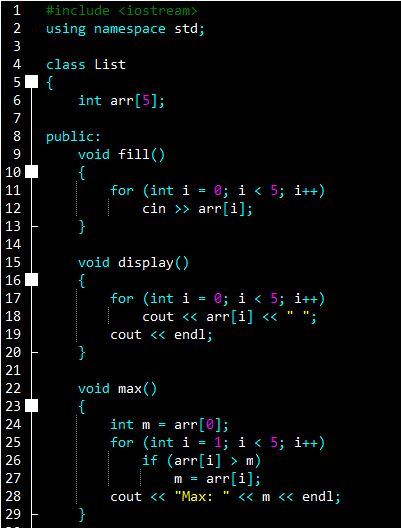 1 #include <iostream>
2 using namespace std;
3
4 class List
5 {
6     int arr[5];
7
8 public:
9     void fill()
10     {
11         for (int i = 0; i < 5; i++)
12             cin >> arr[i];
13     }
14
15     void display()
16     {
17         for (int i = 0; i < 5; i++)
18             cout << arr[i] << " ";
19         cout << endl;
20     }
21
22     void max()
23     {
24         int m = arr[0];
25         for (int i = 1; i < 5; i++)
26             if (arr[i] > m)
27                 m = arr[i];
28         cout << "Max: " << m << endl;
29     }